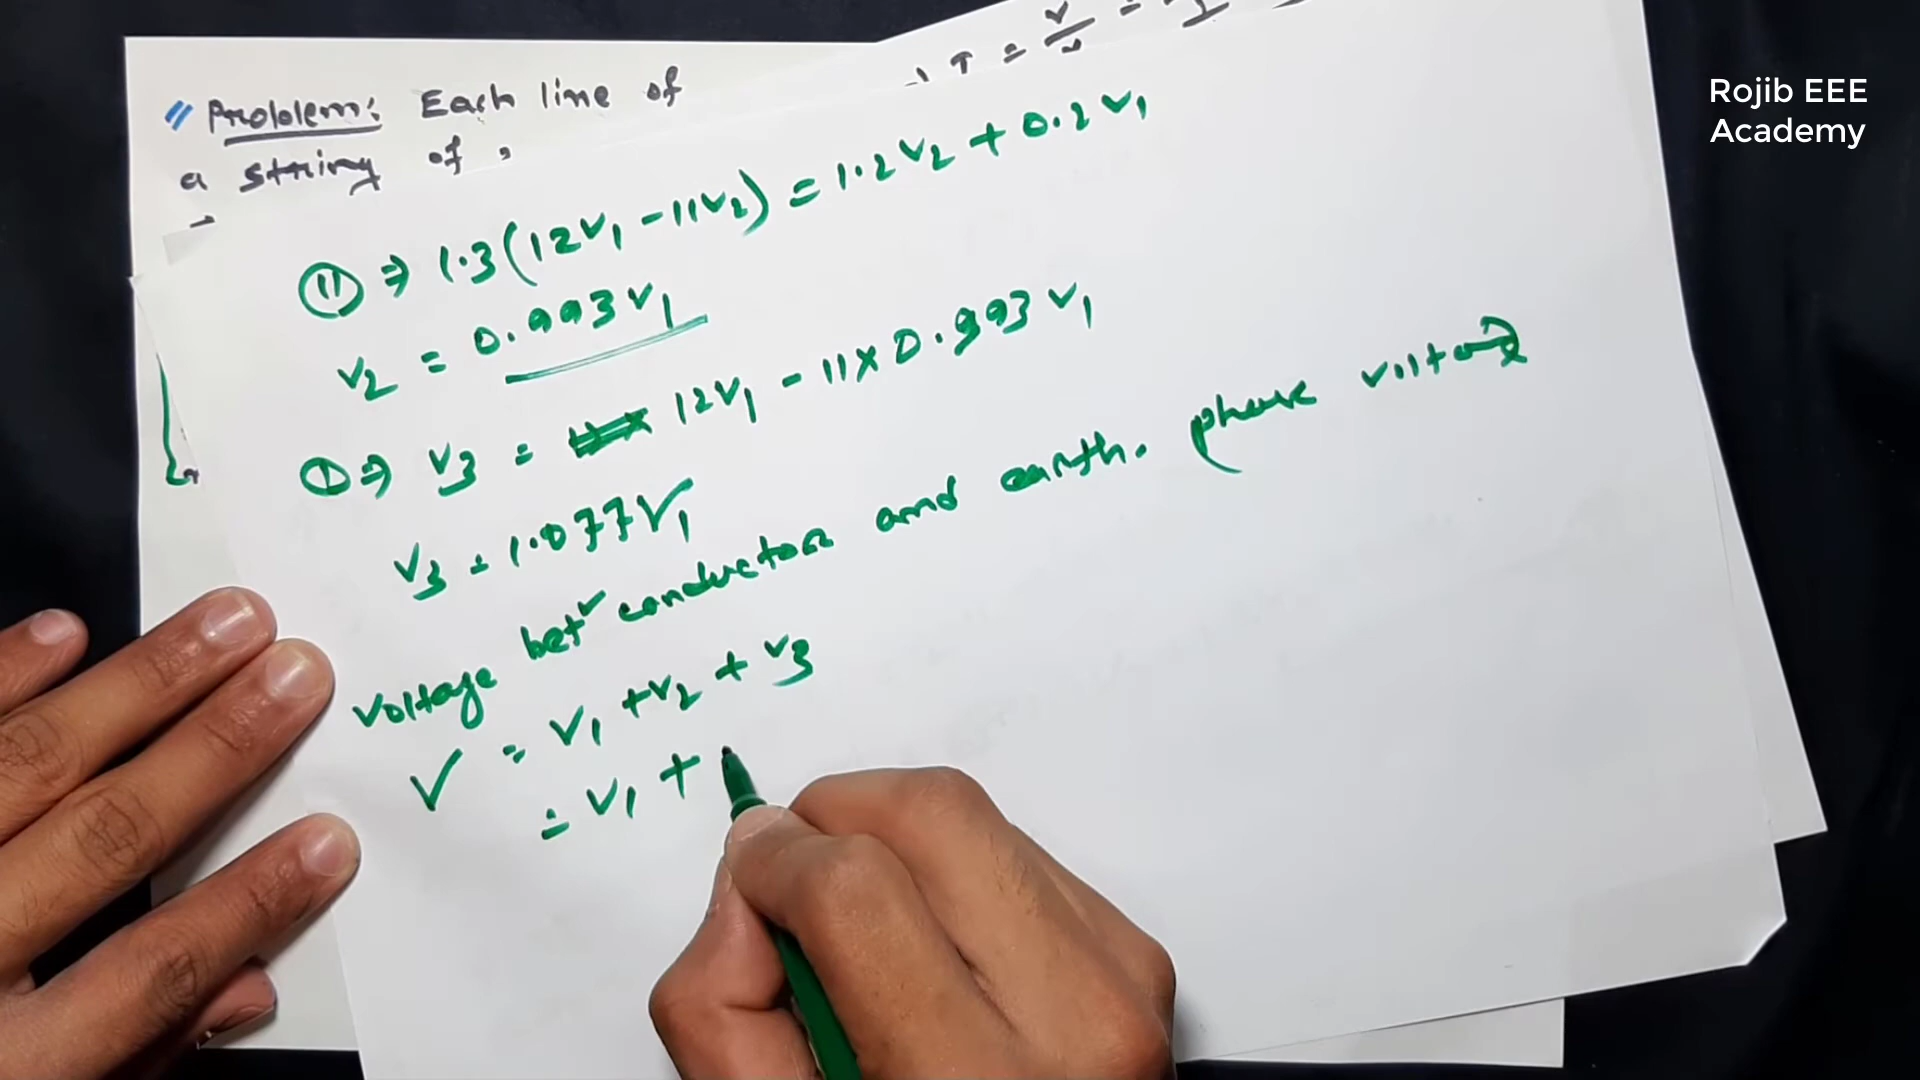 Rojib EEE
Academy
// Problem: Each line of
a string of
⑪ ⇒ 1.3(12V₁ - 11V₂) = 1.2V₂ + 0.2V₁
V₂ = 0.993V₁
① ⇒ V₃ = 12V₁ - 11×0.993V₁
V₃ = 1.077V₁
Voltage betⱽ conductor and earth. phase voltage
V = V₁ + V₂ + V₃
= V₁ +